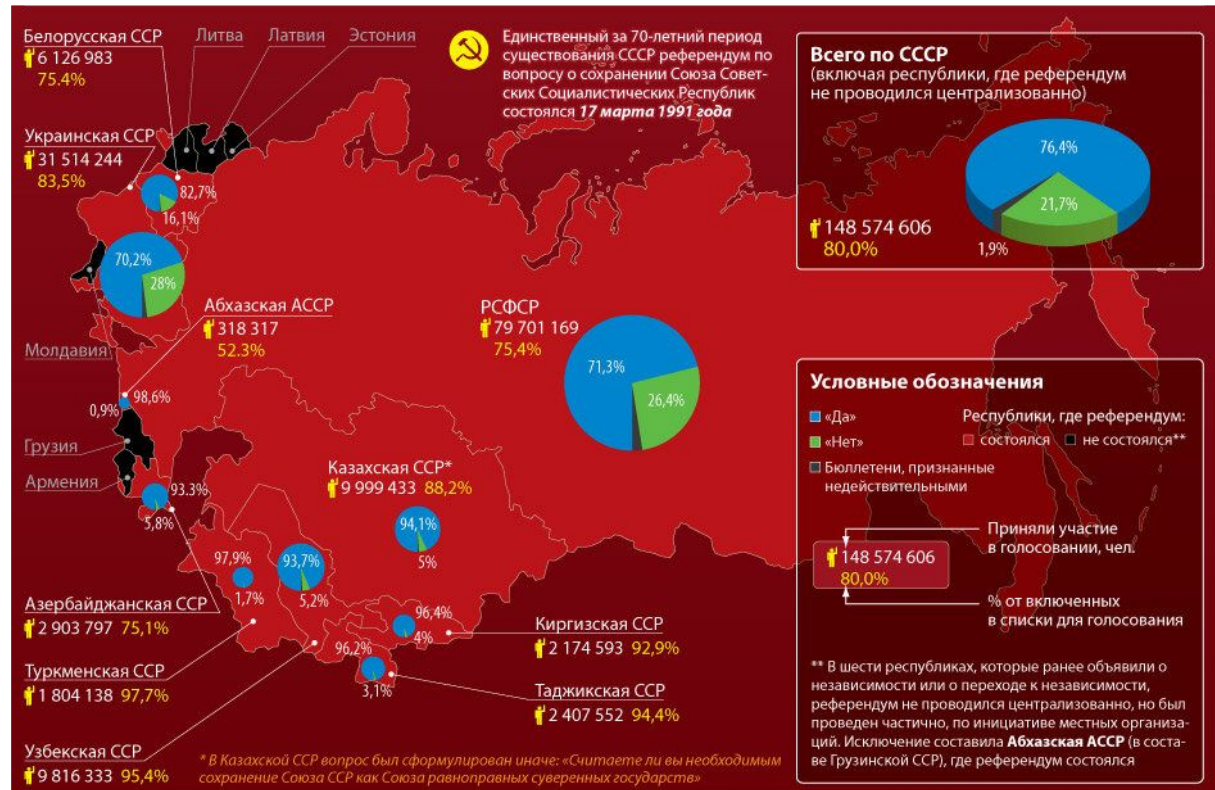 Белорусская ССР
6 126 983
75.4%
Литва
Латвия
Эстония
Единственный за 70-летний период
существования СССР референдум по
вопросу о сохранении Союза Совет-
ских Социалистических Республик
состоялся 17 марта 1991 года
Всего по СССР
(включая республики, где референдум
не проводился централизованно)
76,4%
21,7%
1,9%
148 574 606
80,0%
Украинская ССР
31 514 244
83,5%
82,7%
16,1%
70,2%
28%
Молдавия
Абхазская АССР
318 317
52.3%
98,6%
0,9%
РСФСР
79 701 169
75,4%
71,3%
26,4%
Грузия
Армения
93.3%
5,8%
Казахская ССР*
9 999 433 88,2%
94,1%
5%
97,9%
1,7%
93,7%
5,2%
96,4%
4%
96,2%
3,1%
Азербайджанская ССР
2 903 797 75,1%
Туркменская ССР
1 804 138 97,7%
Узбекская ССР
9 816 333 95,4%
Киргизская ССР
2 174 593 92,9%
Таджикская ССР
2 407 552 94,4%
* В Казахской ССР вопрос был сформулирован иначе: «Считаете ли вы необходимым
сохранение Союза ССР как Союза равноправных суверенных государств»
Условные обозначения
«Да»
«Нет»
Бюллетени, признанные
недействительными
Республики, где референдум:
состоялся
не состоялся**
Приняли участие
в голосовании, чел.
148 574 606
80,0%
% от включенных
в списки для голосования
** В шести республиках, которые ранее объявили о
независимости или о переходе к независимости,
референдум не проводился централизованно, но был
проведен частично, по инициативе местных организа-
ций. Исключение составила Абхазская АССР (в соста-
ве Грузинской ССР), где референдум состоялся